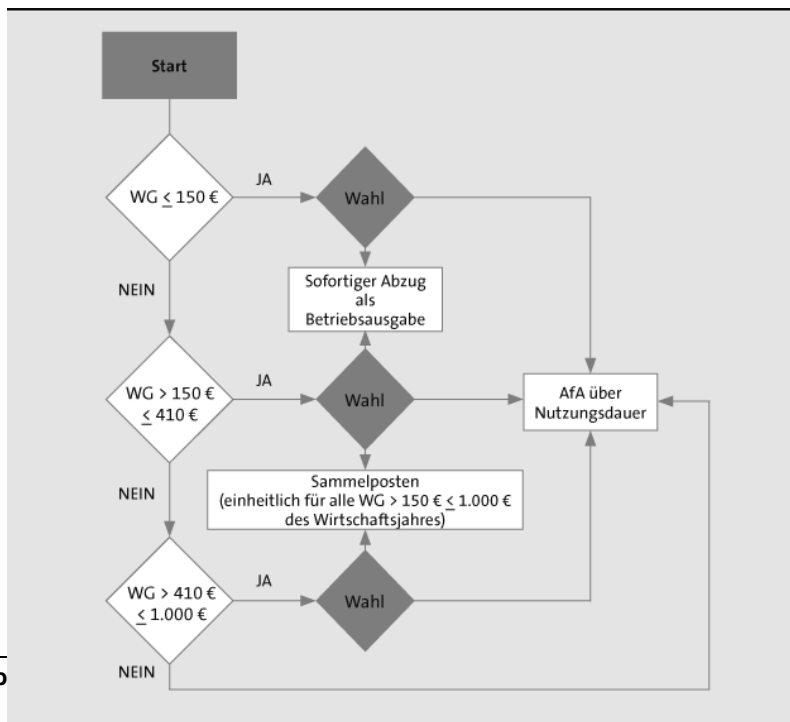 Start
WG ≤ 150 €
JA
Wahl
NEIN
Sofortiger Abzug
als
Betriebsausgabe
WG > 150 €
≤ 410 €
JA
Wahl
AfA über
Nutzungsdauer
NEIN
Sammelposten
(einheitlich für alle WG > 150 € ≤ 1.000 €
des Wirtschaftsjahres)
WG > 410 €
≤ 1.000 €
JA
Wahl
NEIN